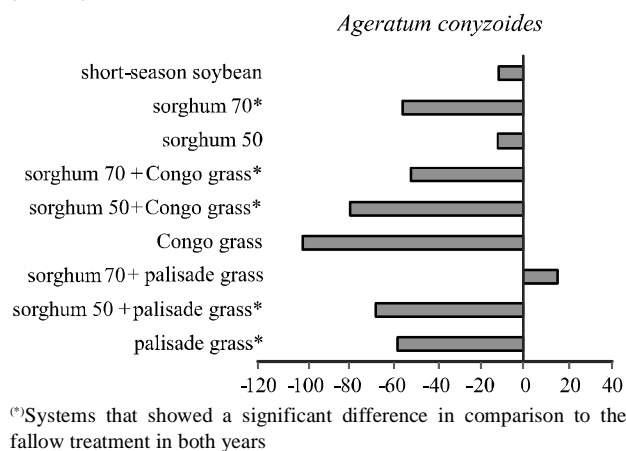 Ageratum conyzoides
short-season soybean
sorghum 70*
sorghum 50
sorghum 70 + Congo grass*
sorghum 50+ Congo grass*
Congo grass
sorghum 70+ palisade grass
sorghum 50 +palisade grass*
palisade grass*
-120 -100 -80 -60 -40 -20 0 20 40
(*)Systems that showed a significant difference in comparison to the
fallow treatment in both years